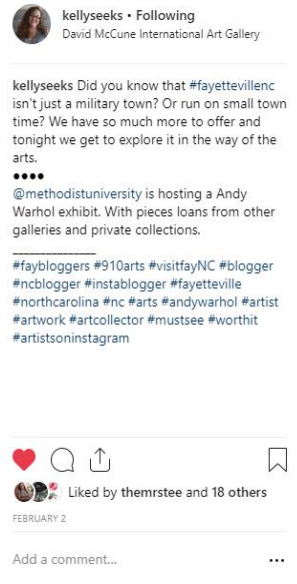 kellyseeks • Following
David McCune International Art Gallery
kellyseeks Did you know that #fayettevillenc
isn't just a military town? Or run on small town
time? We have so much more to offer and
tonight we get to explore it in the way of the
arts.
●●●●
@methodistuniversity is hosting a Andy
Warhol exhibit. With pieces loans from other
galleries and private collections.
_______________
#faybloggers #910arts #visitfayNC #blogger
#ncblogger #instablogger #fayetteville
#northcarolina #nc #arts #andywarhol #artist
#artwork #artcollector #mustsee #worthit
#artistsoninstagram
Liked by themrstee and 18 others
FEBRUARY 2
Add a comment...